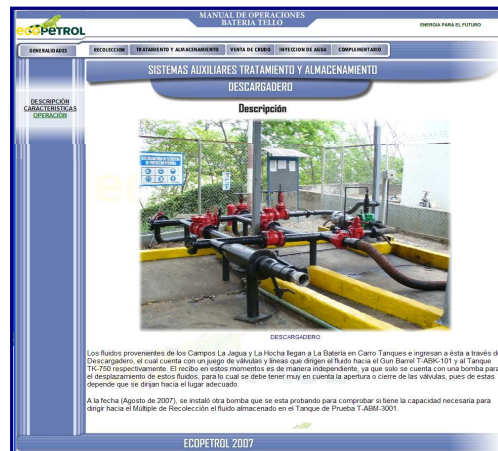 MANUAL DE OPERACIONES
BATERÍA TELLO
ecopetrol
ENERGIA PARA EL FUTURO
GENERALIDADES
RECOLECCION TRATAMIENTO Y ALMACENAMIENTO VENTA DE CRUDO INYECCION DE AGUA COMPLEMENTARIO
SISTEMAS AUXILIARES TRATAMIENTO Y ALMACENAMIENTO
DESCARGADERO
DESCRIPCIÓN
CARACTERISTICAS
OPERACIÓN
Descripción
DESCARGADERO
Los fluidos provenientes de los Campos La Jagua y La Hocha llegan a La Batería en Carro Tanques e ingresan a ésta a través d
Descargadero, el cual cuenta con un juego de válvulas y líneas que dirigen el fluido hacia el Gun Barrel T-ABK-101 y al Tanque
TK-750 respectivamente. El recibo en estos momentos es de manera independiente, ya que solo se cuenta con una bomba para
el desplazamiento de estos fluidos, para lo cual se debe tener muy en cuenta la apertura o cierre de las válvulas, pues de estas
depende que se dirijan hacia el lugar adecuado.
A la fecha (Agosto de 2007), se instaló otra bomba que se esta probando para comprobar si tiene la capacidad necesaria para
dirigir hacia el Múltiple de Recolección el fluido almacenado en el Tanque de Prueba T-ABM-3001.
ECOPETROL 2007